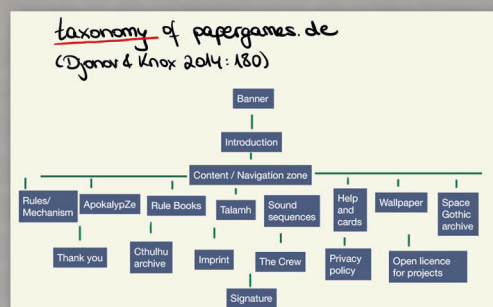 taxonomy of papergames.de
(Djonov & Knox 2014:180)
Banner
Introduction
Content / Navigation zone
Rules/
Mechanism
ApokalypZe
Rule Books
Talamh
Sound
sequences
Help
and
cards
Wallpaper
Space
Gothic
archive
Thank you
Cthulhu
archive
Imprint
The Crew
Privacy
policy
Open licence
for projects
Signature